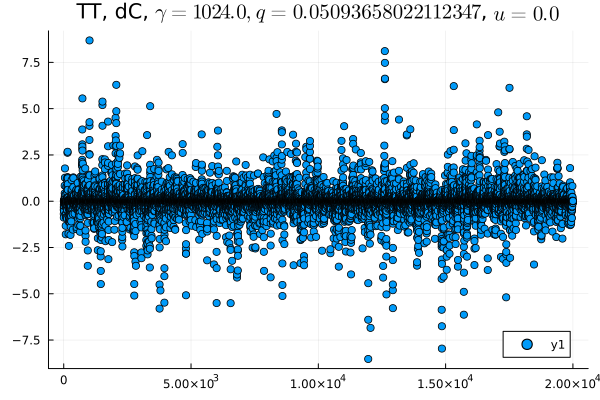 TT, dC, γ = 1024.0, q = 0.05093658022112347, u = 0.0
7.5
5.0
2.5
0.0
−2.5
−5.0
−7.5
0 5.00×10³ 1.00×10⁴ 1.50×10⁴ 2.00×10⁴
y1